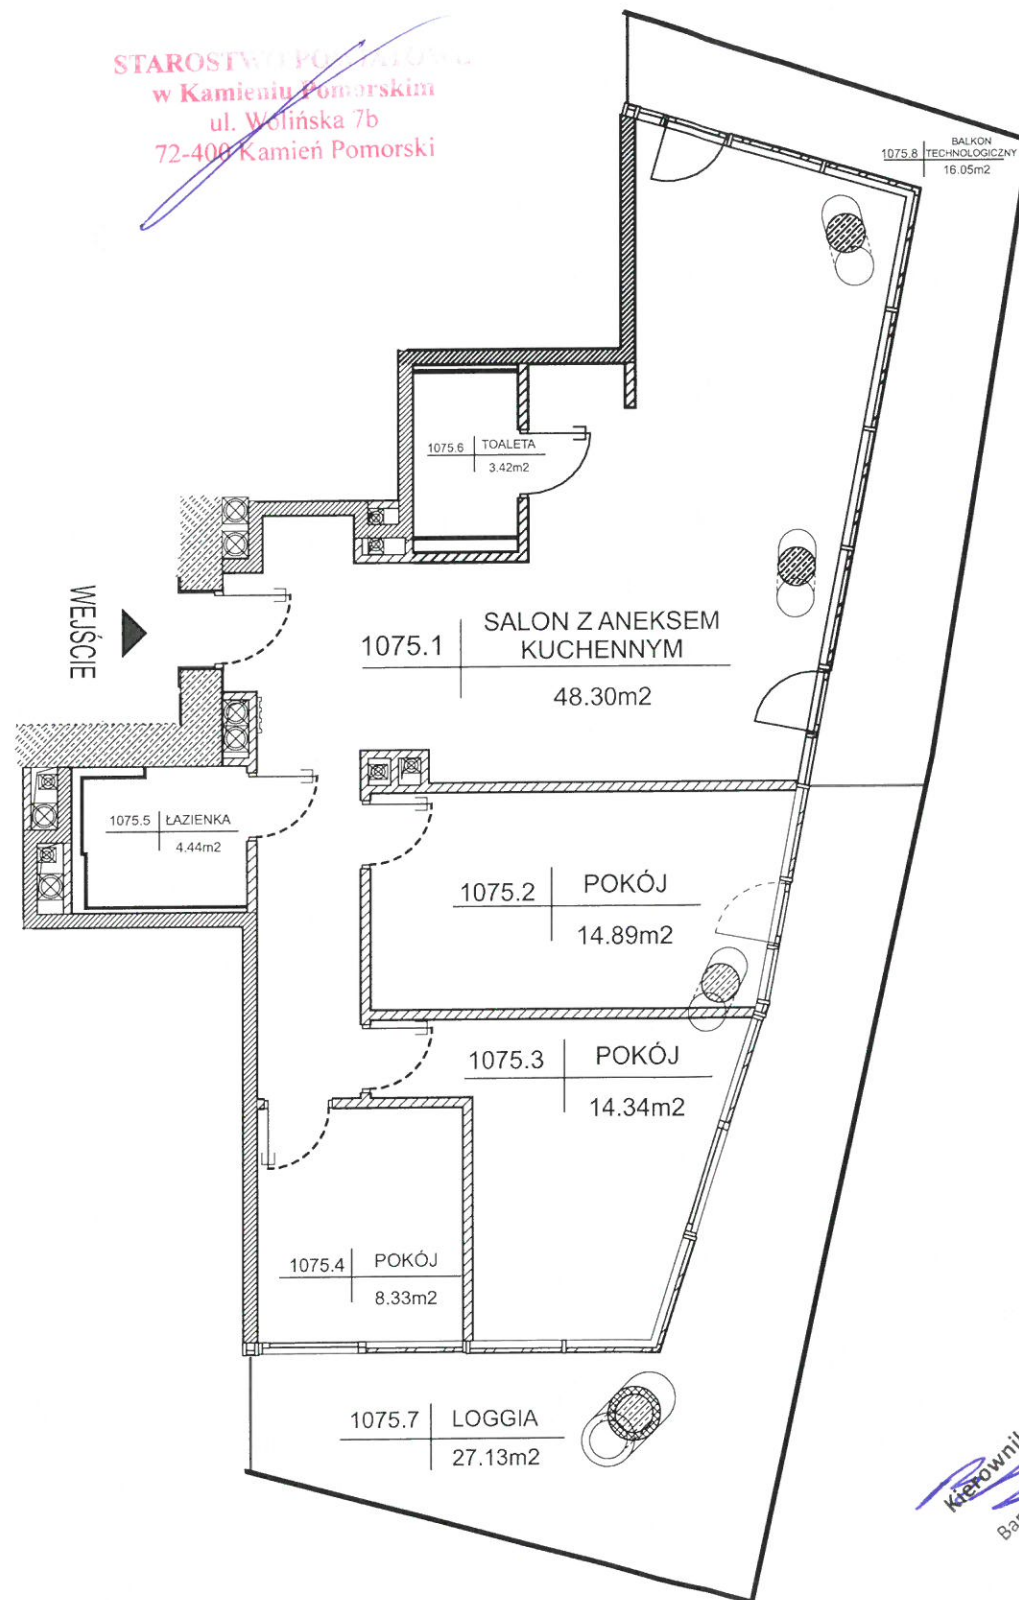 STAROSTWO POWIATOWE
w Kamieniu Pomorskim
ul. Wolińska 7b
72-400 Kamień Pomorski
1075.8 BALKON
TECHNOLOGICZNY
16.05m2
1075.6 TOALETA
3.42m2
WEJŚCIE
1075.1 SALON Z ANEKSEM
KUCHENNYM
48.30m2
1075.5 ŁAZIENKA
4.44m2
1075.2 POKÓJ
14.89m2
1075.3 POKÓJ
14.34m2
1075.4 POKÓJ
8.33m2
1075.7 LOGGIA
27.13m2
Kierownik